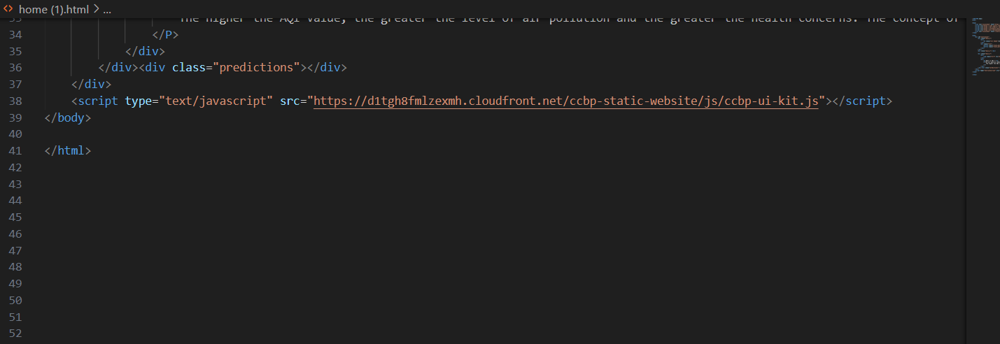 <> home (1).html > ...
33 The higher the AQI value, the greater the level of air pollution and the greater the health concerns. The concept of
34 </P>
35 </div>
36 </div><div class="predictions"></div>
37 </div>
38 <script type="text/javascript" src="https://d1tgh8fmlzexmh.cloudfront.net/ccbp-static-website/js/ccbp-ui-kit.js"></script>
39 </body>
40
41 </html>
42
43
44
45
46
47
48
49
50
51
52